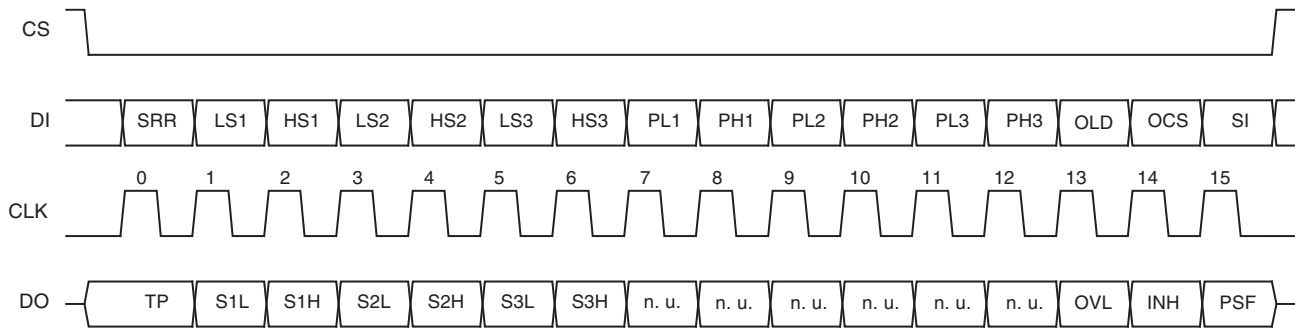 CS
DI SRR LS1 HS1 LS2 HS2 LS3 HS3 PL1 PH1 PL2 PH2 PL3 PH3 OLD OCS SI
0 1 2 3 4 5 6 7 8 9 10 11 12 13 14 15
CLK
DO TP S1L S1H S2L S2H S3L S3H n. u. n. u. n. u. n. u. n. u. n. u. OVL INH PSF